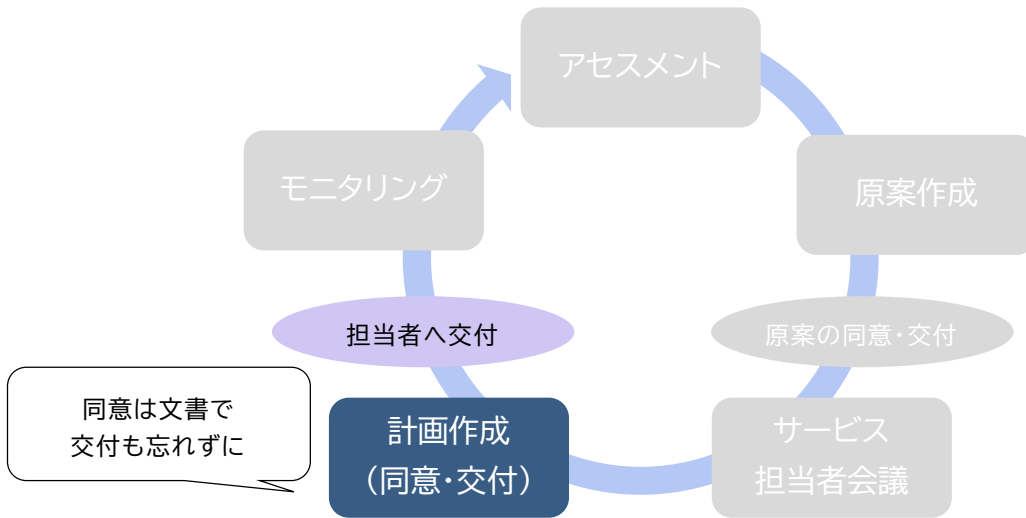 アセスメント
モニタリング
原案作成
担当者へ交付
原案の同意・交付
同意は文書で
交付も忘れずに
計画作成
（同意・交付）
サービス
担当者会議